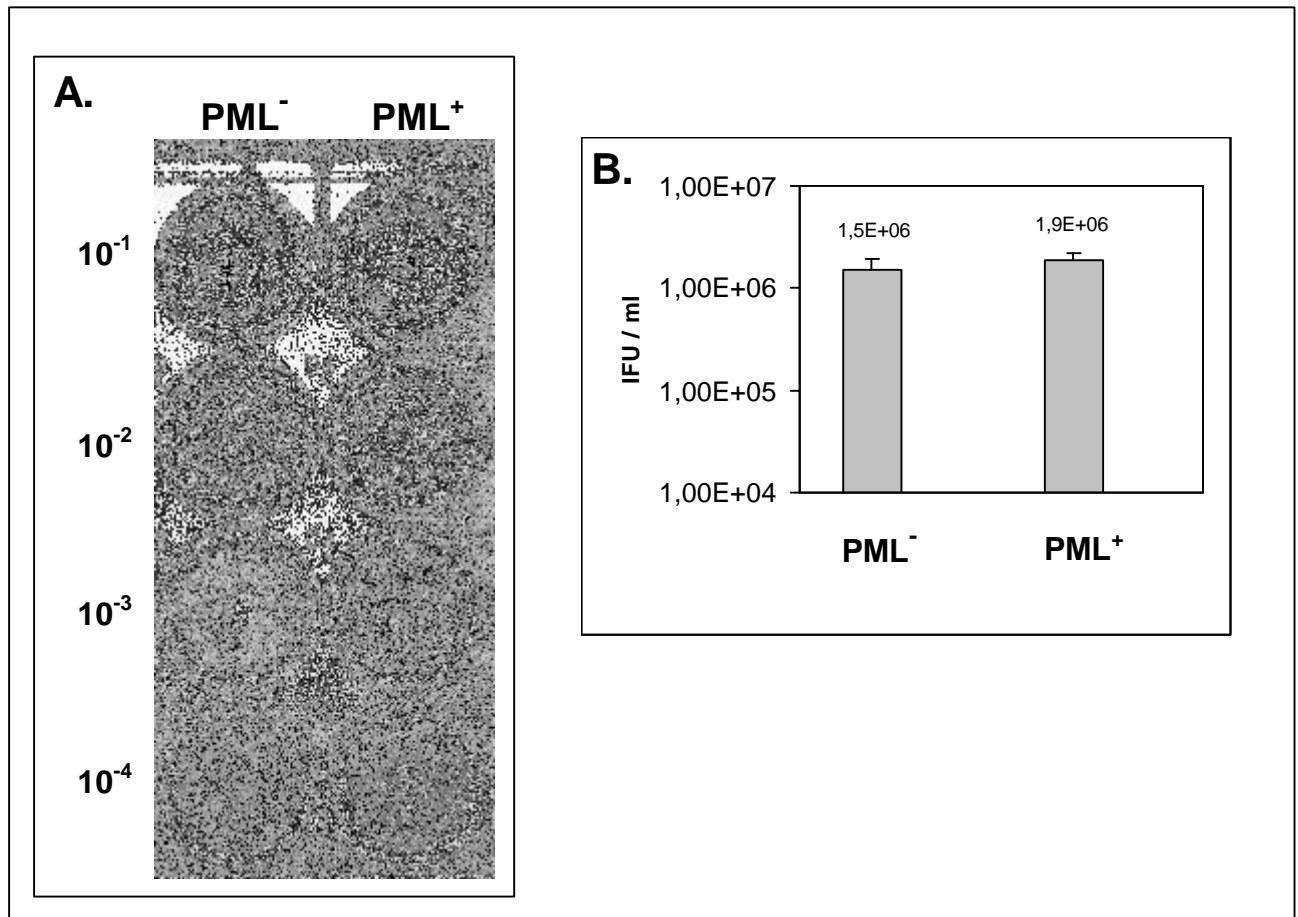 A.
PML⁻ PML⁺
10⁻¹
10⁻²
10⁻³
10⁻⁴
B.
1,00E+07
1,00E+06
1,00E+05
1,00E+04
IFU / ml
1,5E+06 1,9E+06
PML⁻ PML⁺